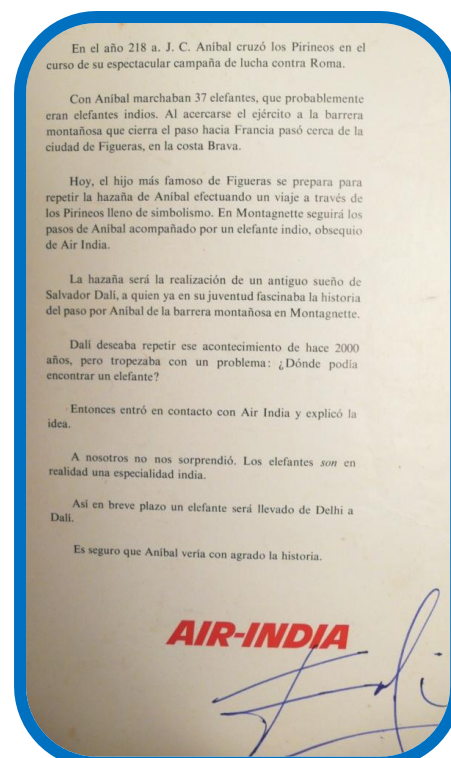 En el año 218 a. J. C. Aníbal cruzó los Pirineos en el
curso de su espectacular campaña de lucha contra Roma.
Con Aníbal marchaban 37 elefantes, que probablemente
eran elefantes indios. Al acercarse el ejército a la barrera
montañosa que cierra el paso hacia Francia pasó cerca de la
ciudad de Figueras, en la costa Brava.
Hoy, el hijo más famoso de Figueras se prepara para
repetir la hazaña de Aníbal efectuando un viaje a través de
los Pirineos lleno de simbolismo. En Montagnette seguirá los
pasos de Aníbal acompañado por un elefante indio, obsequio
de Air India.
La hazaña será la realización de un antiguo sueño de
Salvador Dalí, a quien ya en su juventud fascinaba la historia
del paso por Aníbal de la barrera montañosa en Montagnette.
Dalí deseaba repetir ese acontecimiento de hace 2000
años, pero tropezaba con un problema: ¿Dónde podía
encontrar un elefante?
Entonces entró en contacto con Air India y explicó la
idea.
A nosotros no nos sorprendió. Los elefantes son en
realidad una especialidad india.
Así en breve plazo un elefante será llevado de Delhi a
Dalí.
Es seguro que Aníbal vería con agrado la historia.
AIR-INDIA